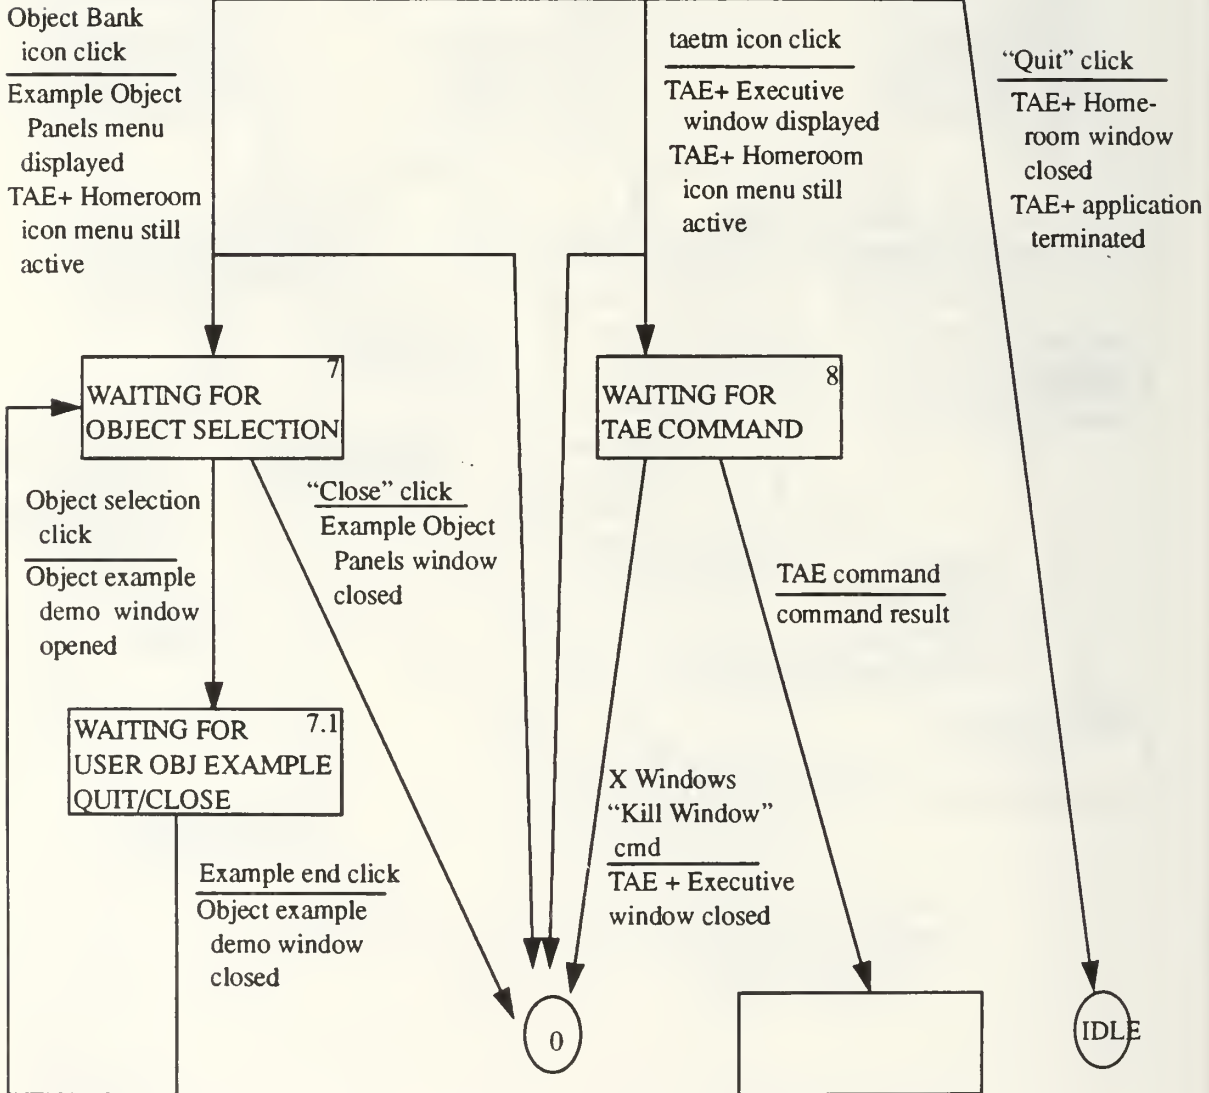 Object Bank
icon click
Example Object
Panels menu
displayed
TAE+ Homeroom
icon menu still
active
taetm icon click
TAE+ Executive
window displayed
TAE+ Homeroom
icon menu still
active
“Quit” click
TAE+ Home-
room window
closed
TAE+ application
terminated
7
WAITING FOR
OBJECT SELECTION
8
WAITING FOR
TAE COMMAND
Object selection
click
Object example
demo window
opened
“Close” click
Example Object
Panels window
closed
TAE command
command result
7.1
WAITING FOR
USER OBJ EXAMPLE
QUIT/CLOSE
X Windows
“Kill Window”
cmd
TAE + Executive
window closed
Example end click
Object example
demo window
closed
0
IDLE